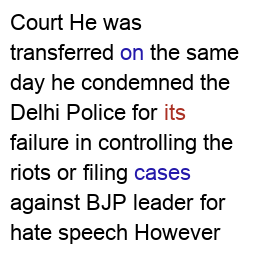 Court He was
transferred on the same
day he condemned the
Delhi Police for its
failure in controlling the
riots or filing cases
against BJP leader for
hate speech However